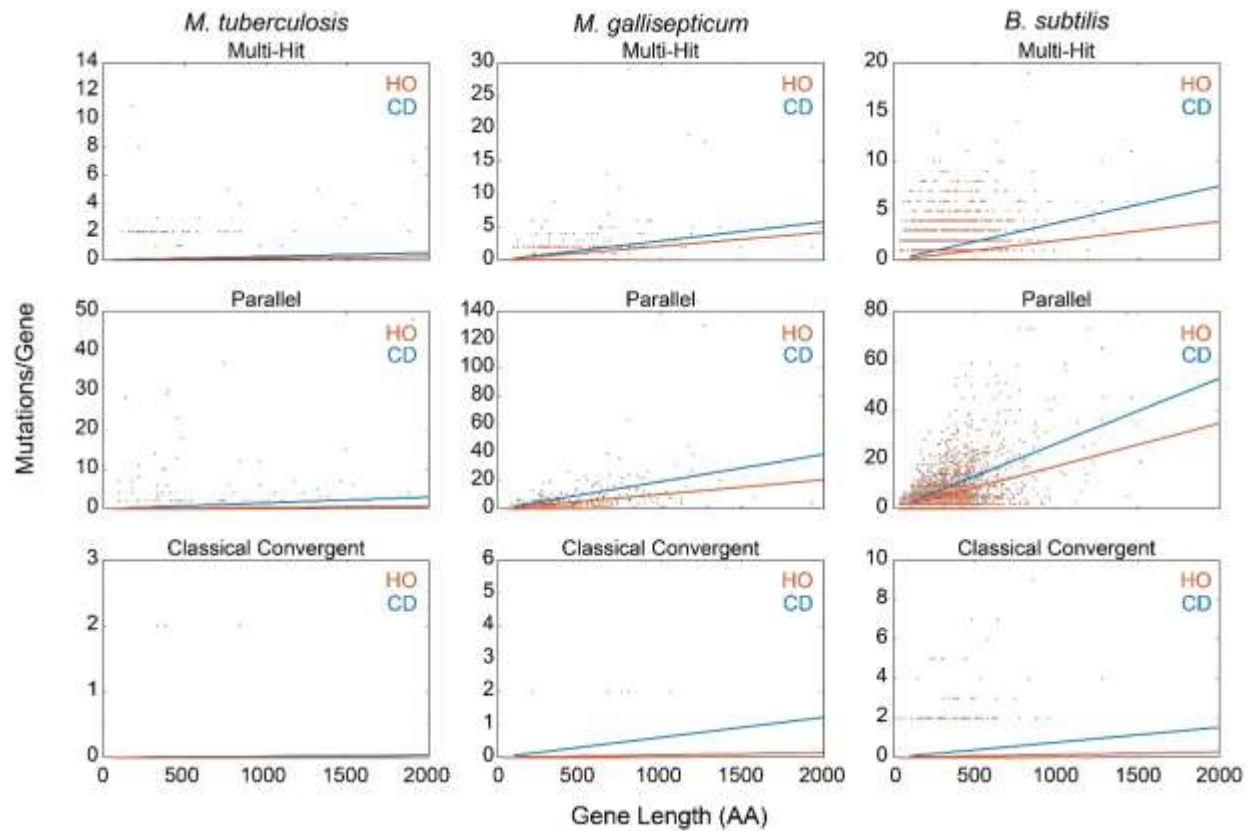 M. tuberculosis
M. gallisepticum
B. subtilis
Multi-Hit
Multi-Hit
Multi-Hit
14
12
10
8
6
4
2
0
HO
CD
30
25
20
15
10
5
0
HO
CD
20
15
10
5
0
HO
CD
Mutations/Gene
Parallel
Parallel
Parallel
50
40
30
20
10
0
HO
CD
140
120
100
80
60
40
20
0
HO
CD
80
60
40
20
0
HO
CD
Classical Convergent
Classical Convergent
Classical Convergent
3
2
1
0
HO
CD
6
5
4
3
2
1
0
HO
CD
10
8
6
4
2
0
HO
CD
0 500 1000 1500 2000
0 500 1000 1500 2000
0 500 1000 1500 2000
Gene Length (AA)